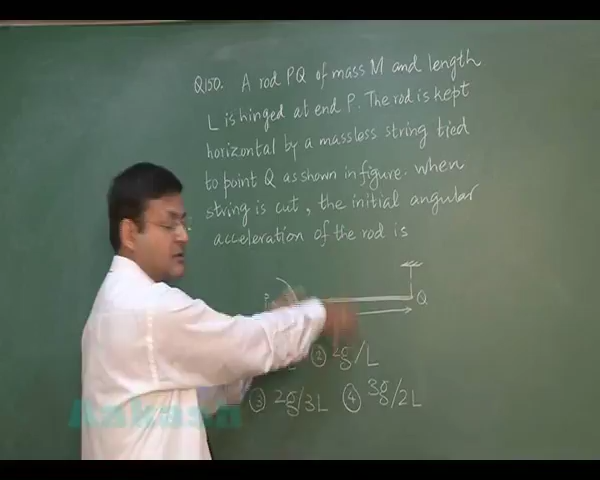 Q150. A rod PQ of mass M and length
L is hinged at end P. The rod is kept
horizontal by a massless string tied
to point Q as shown in figure. When
string is cut, the initial angular
acceleration of the rod is
P Q
② g/L
③ 2g/3L ④ 3g/2L
Aakash